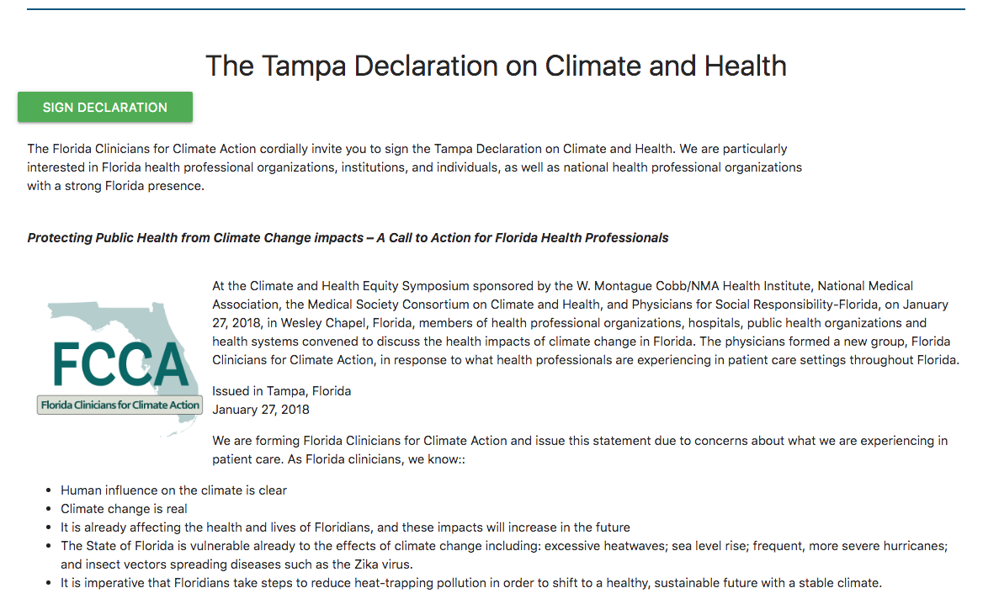 The Tampa Declaration on Climate and Health
SIGN DECLARATION
The Florida Clinicians for Climate Action cordially invite you to sign the Tampa Declaration on Climate and Health. We are particularly
interested in Florida health professional organizations, institutions, and individuals, as well as national health professional organizations
with a strong Florida presence.
Protecting Public Health from Climate Change impacts – A Call to Action for Florida Health Professionals
FCCA
Florida Clinicians for Climate Action
At the Climate and Health Equity Symposium sponsored by the W. Montague Cobb/NMA Health Institute, National Medical
Association, the Medical Society Consortium on Climate and Health, and Physicians for Social Responsibility-Florida, on January
27, 2018, in Wesley Chapel, Florida, members of health professional organizations, hospitals, public health organizations and
health systems convened to discuss the health impacts of climate change in Florida. The physicians formed a new group, Florida
Clinicians for Climate Action, in response to what health professionals are experiencing in patient care settings throughout Florida.
Issued in Tampa, Florida
January 27, 2018
We are forming Florida Clinicians for Climate Action and issue this statement due to concerns about what we are experiencing in
patient care. As Florida clinicians, we know::
• Human influence on the climate is clear
• Climate change is real
• It is already affecting the health and lives of Floridians, and these impacts will increase in the future
• The State of Florida is vulnerable already to the effects of climate change including: excessive heatwaves; sea level rise; frequent, more severe hurricanes;
and insect vectors spreading diseases such as the Zika virus.
• It is imperative that Floridians take steps to reduce heat-trapping pollution in order to shift to a healthy, sustainable future with a stable climate.